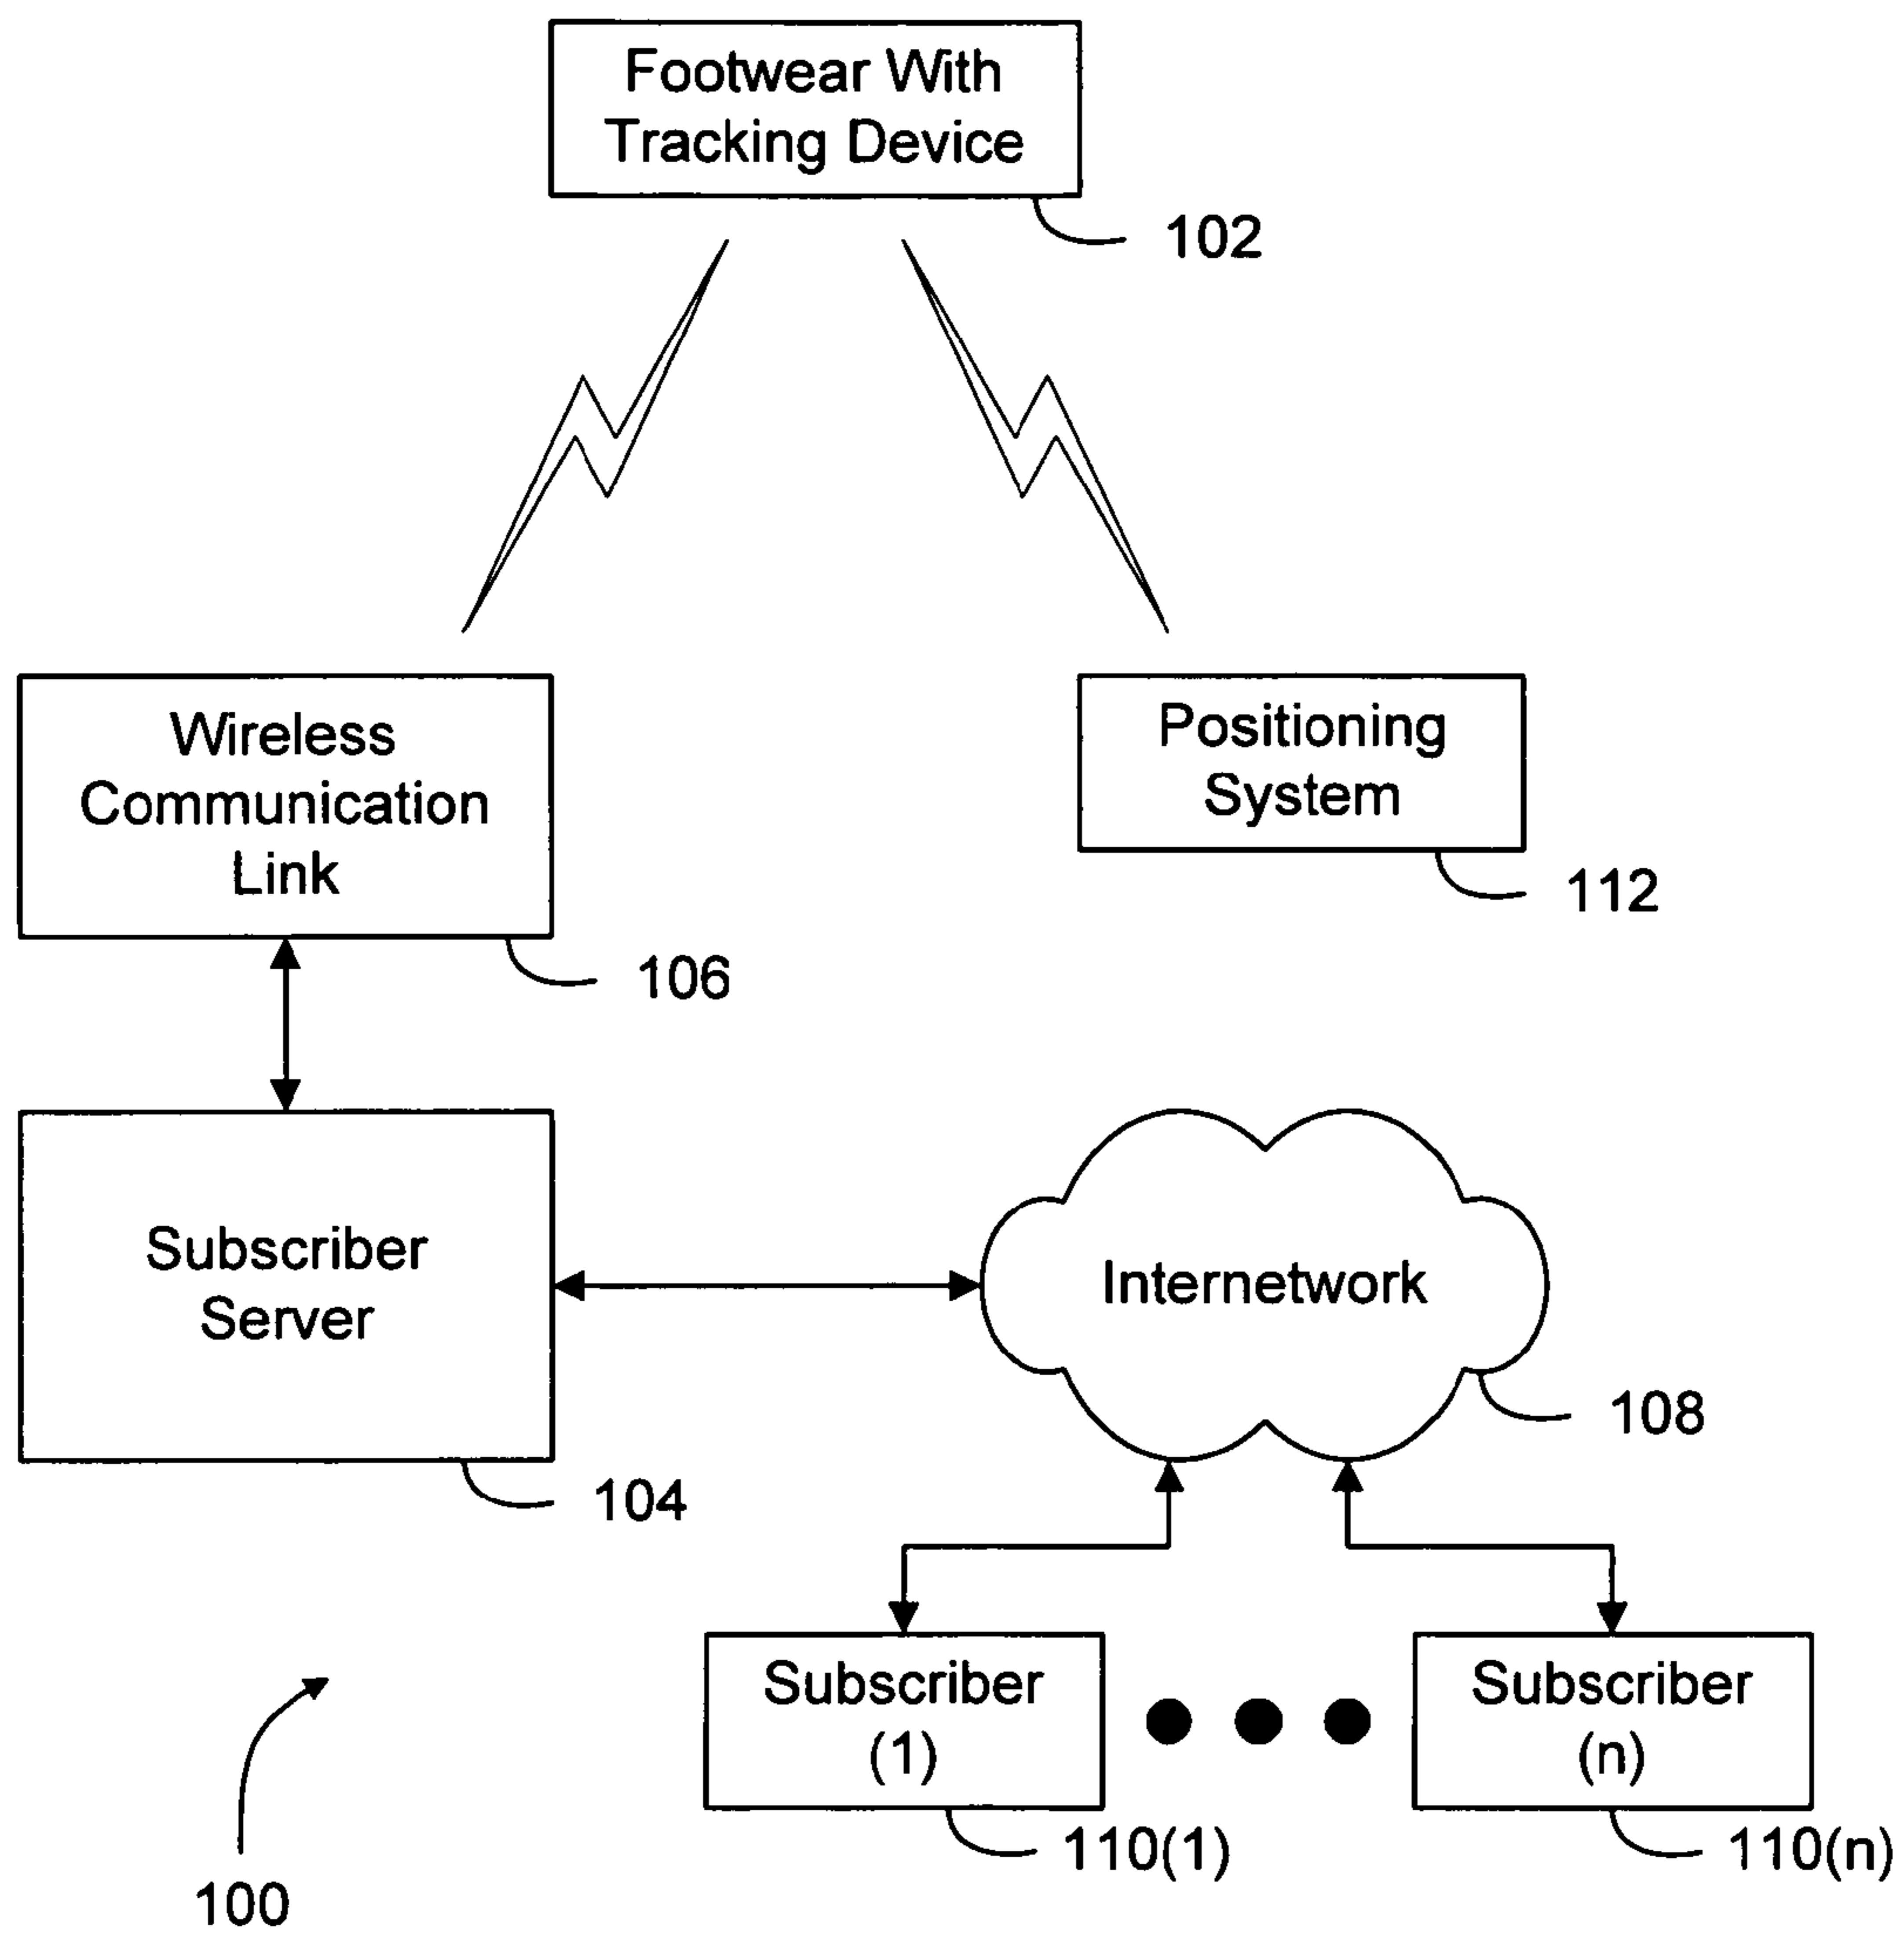 Footwear With
Tracking Device
102
Wireless
Communication
Link
106
Positioning
System
112
Subscriber
Server
104
Internetwork
108
Subscriber
(1)
110(1)
Subscriber
(n)
110(n)
100